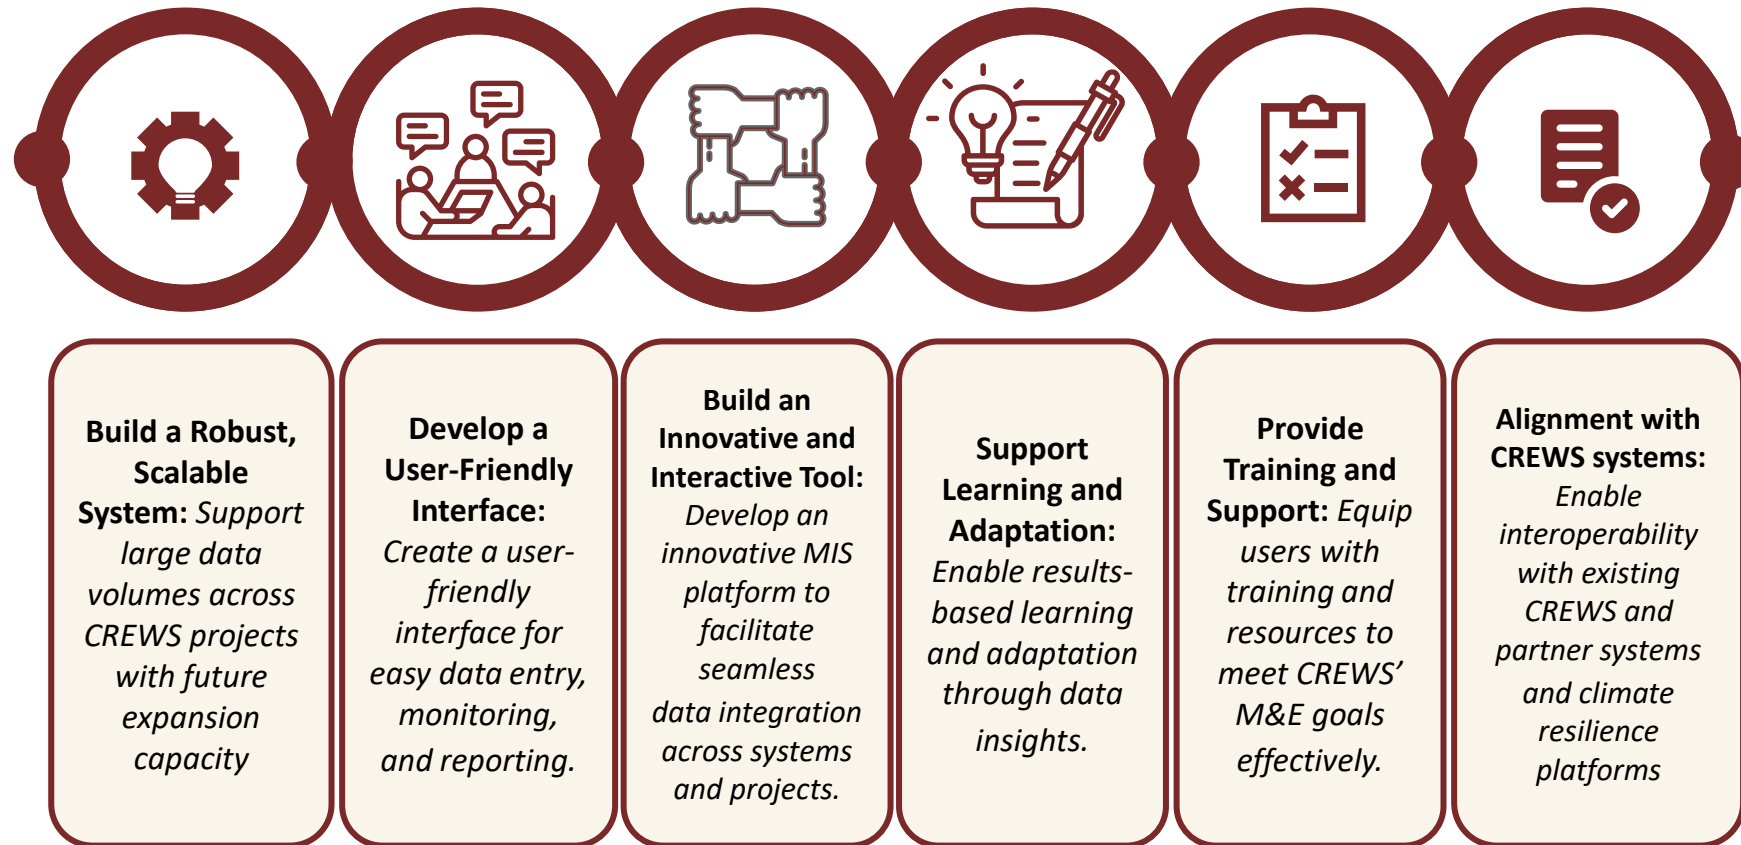 Build a Robust,
Scalable
System: Support
large data
volumes across
CREWS projects
with future
expansion
capacity
Develop a
User-Friendly
Interface:
Create a user-
friendly
interface for
easy data entry,
monitoring,
and reporting.
Build an
Innovative and
Interactive Tool:
Develop an
innovative MIS
platform to
facilitate
seamless
data integration
across systems
and projects.
Support
Learning and
Adaptation:
Enable results-
based learning
and adaptation
through data
insights.
Provide
Training and
Support: Equip
users with
training and
resources to
meet CREWS’
M&E goals
effectively.
Alignment with
CREWS systems:
Enable
interoperability
with existing
CREWS and
partner systems
and climate
resilience
platforms